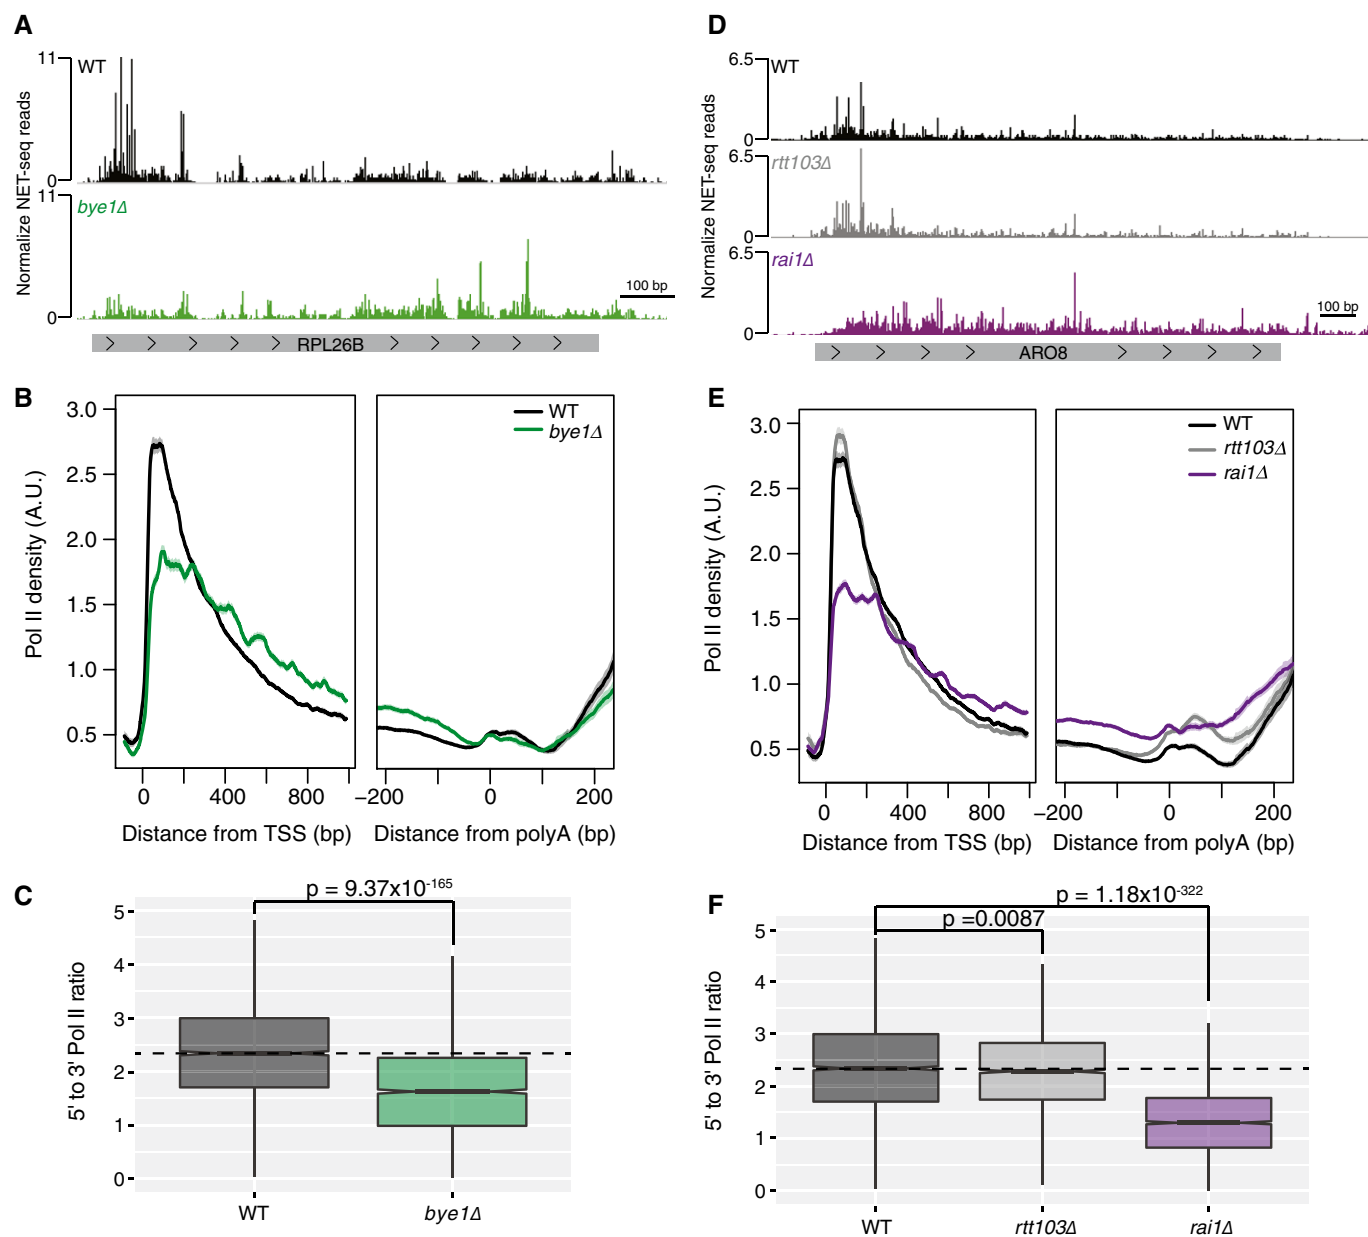 A
Normalize NET-seq reads
11
WT
0
11
bye1Δ
0
100 bp
RPL26B
B
Pol II density (A.U.)
3.0
2.5
2.0
1.5
1.0
0.5
WT
bye1Δ
0 400 800
−200 0 200
Distance from TSS (bp)
Distance from polyA (bp)
C
p = 9.37x10-165
5' to 3' Pol II ratio
5
4
3
2
1
0
WT
bye1Δ
D
Normalize NET-seq reads
6.5
WT
0
6.5
rtt103Δ
0
6.5
rai1Δ
0
100 bp
ARO8
E
Pol II density (A.U.)
3.0
2.5
2.0
1.5
1.0
0.5
WT
rtt103Δ
rai1Δ
0 400 800
−200 0 200
Distance from TSS (bp)
Distance from polyA (bp)
F
p = 1.18x10-322
p =0.0087
5' to 3' Pol II ratio
5
4
3
2
1
0
WT
rtt103Δ
rai1Δ